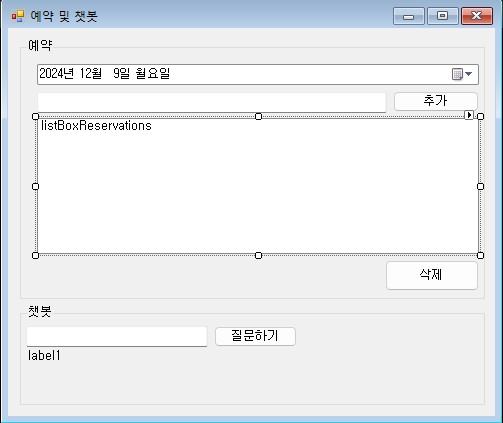 예약 및 챗봇
예약
2024년 12월 9일 월요일
추가
listBoxReservations
삭제
챗봇
질문하기
label1